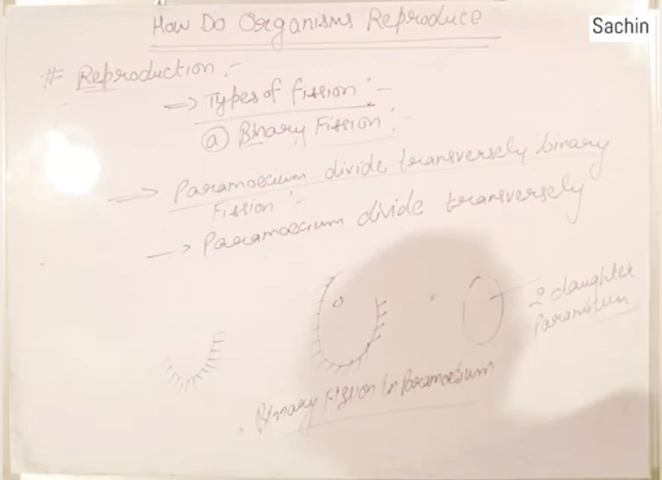 How Do Organisms Reproduce
Sachin
# Reproduction :-
→ Types of fission :-
(a) Binary Fission :-
→ Paramoecium divide transversely binary
Fission :-
→ Paramoecium divide transversely
2 daughter
Paramoecium
Binary Fission In Paramoecium